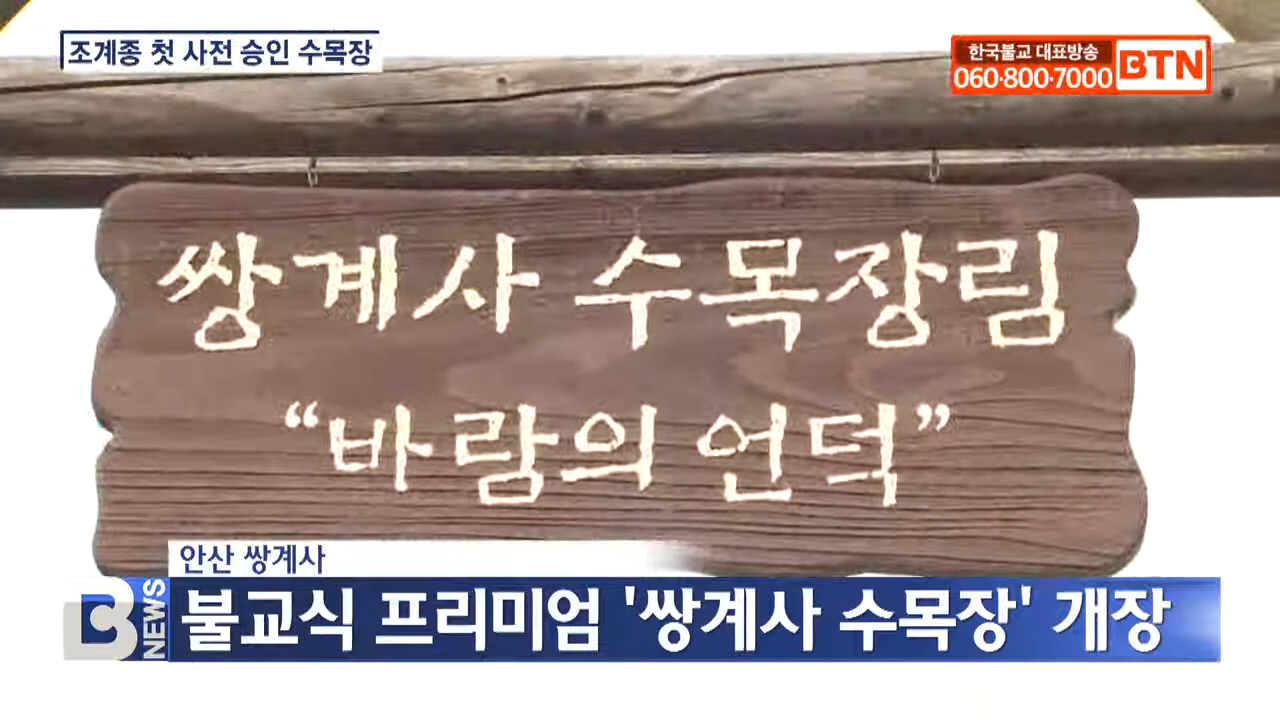 조계종 첫 사전 승인 수목장
한국불교 대표방송
060·800·7000
BTN
쌍계사 수목장림
“바람의 언덕”
안산 쌍계사
B NEWS
불교식 프리미엄 '쌍계사 수목장' 개장